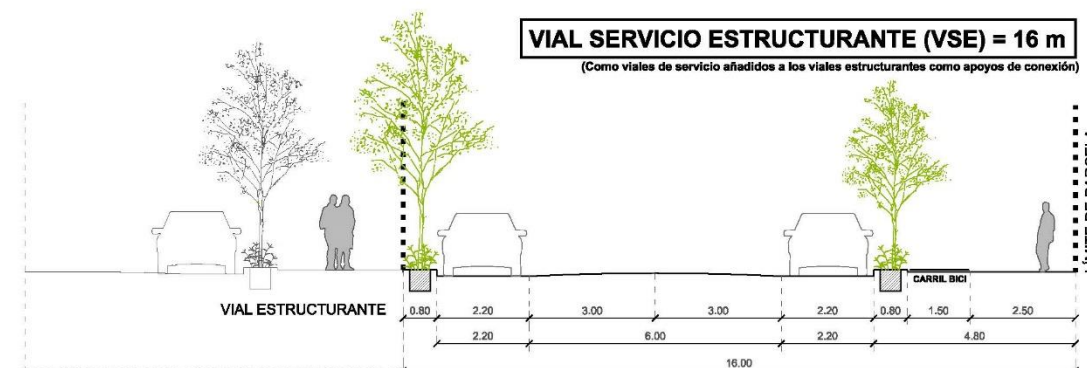 VIAL SERVICIO ESTRUCTURANTE (VSE) = 16 m
(Como viales de servicio añadidos a los viales estructurantes como apoyos de conexión)
CARRIL BICI
VIAL ESTRUCTURANTE
0.80 2.20 3.00 3.00 2.20 0.80 1.50 2.50
2.20 6.00 2.20 4.80
16.00